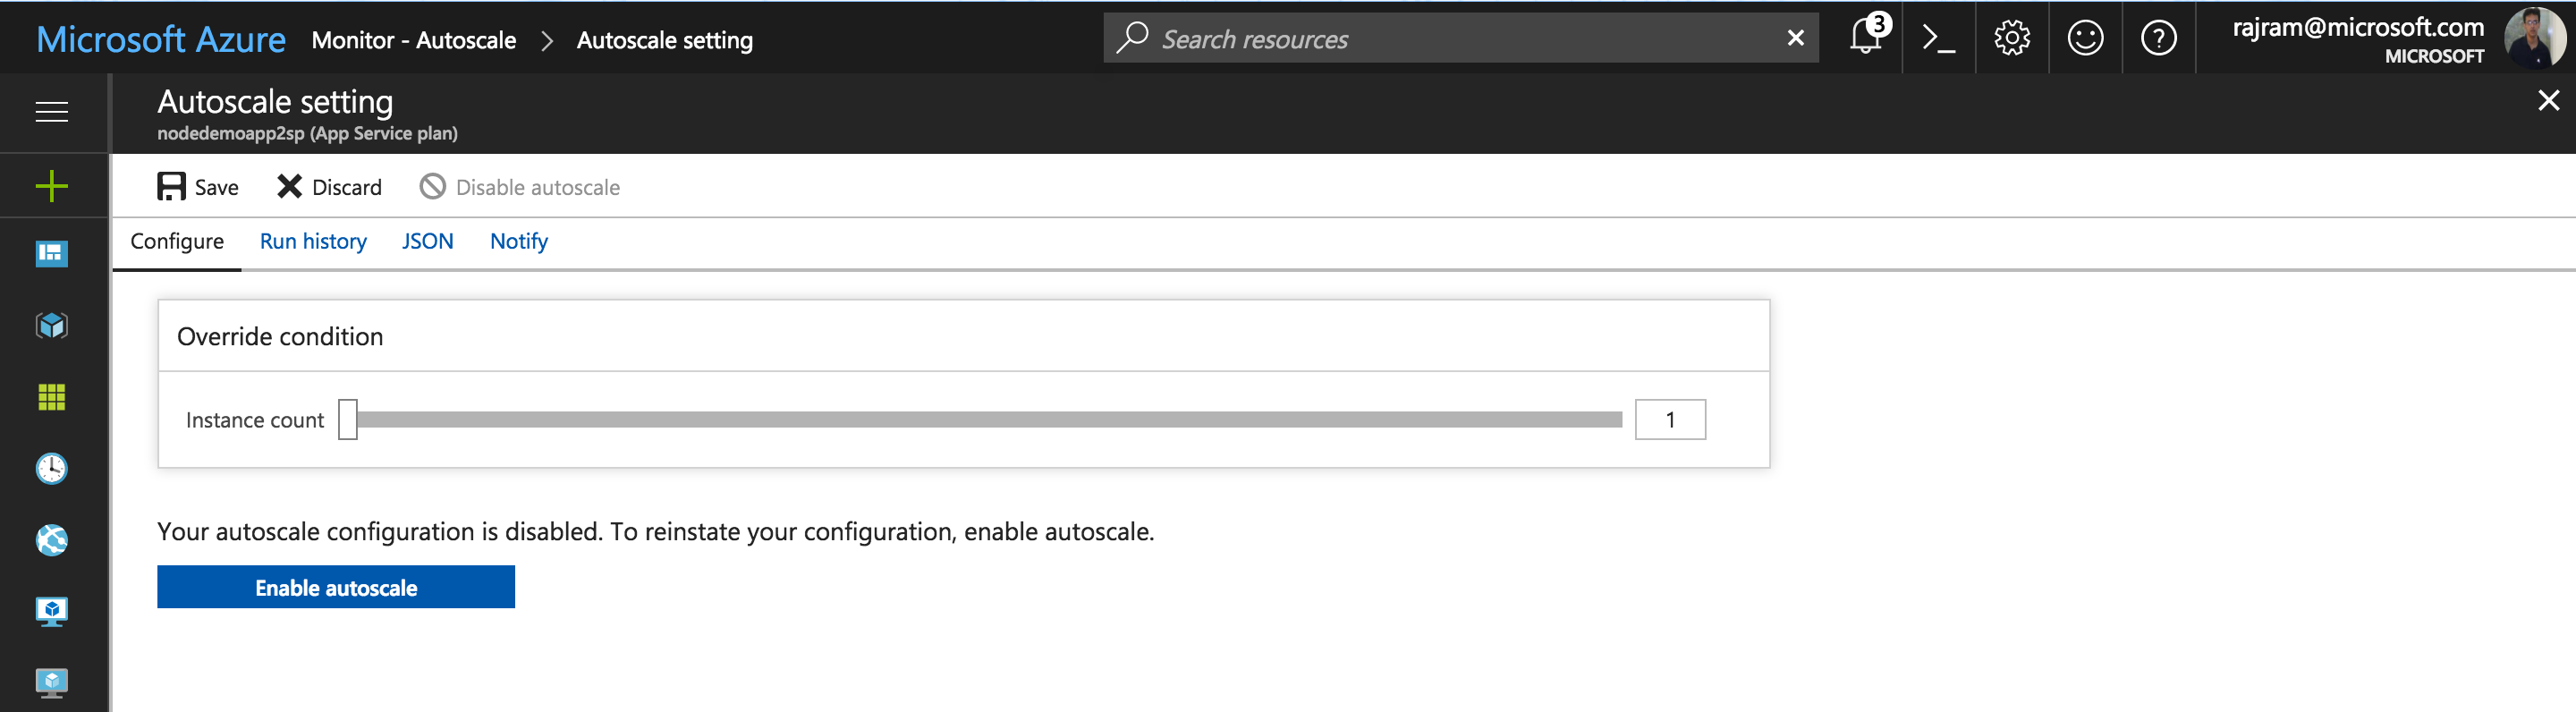 Microsoft Azure Monitor - Autoscale > Autoscale setting
Search resources
3
>_
?
rajram@microsoft.com
MICROSOFT
Autoscale setting
nodedemoapp2sp (App Service plan)
Save Discard Disable autoscale
Configure Run history JSON Notify
Override condition
Instance count 1
Your autoscale configuration is disabled. To reinstate your configuration, enable autoscale.
Enable autoscale